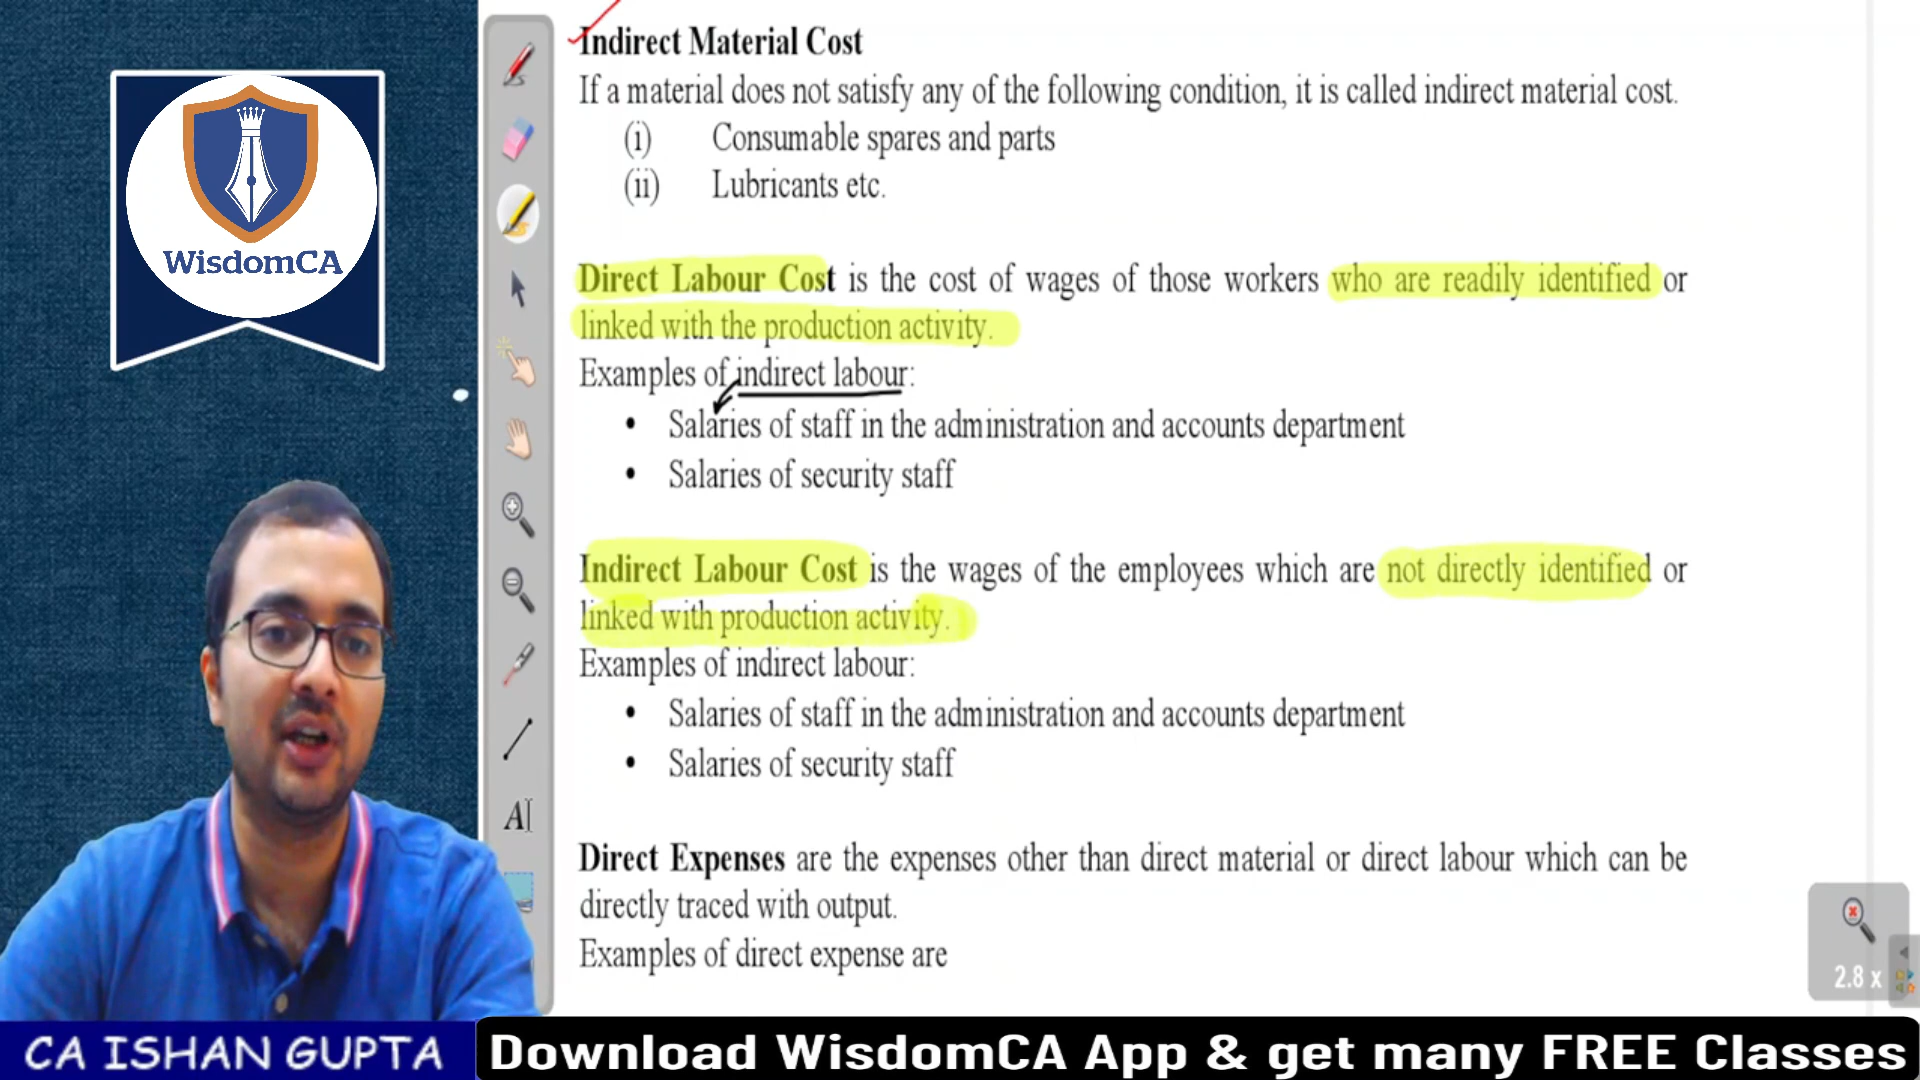 WisdomCA
Indirect Material Cost
If a material does not satisfy any of the following condition, it is called indirect material cost.
(i) Consumable spares and parts
(ii) Lubricants etc.
Direct Labour Cost is the cost of wages of those workers who are readily identified or
linked with the production activity.
Examples of indirect labour:
• Salaries of staff in the administration and accounts department
• Salaries of security staff
Indirect Labour Cost is the wages of the employees which are not directly identified or
linked with production activity.
Examples of indirect labour:
• Salaries of staff in the administration and accounts department
• Salaries of security staff
Direct Expenses are the expenses other than direct material or direct labour which can be
directly traced with output.
Examples of direct expense are
A
2.8 x
CA ISHAN GUPTA
Download WisdomCA App & get many FREE Classes